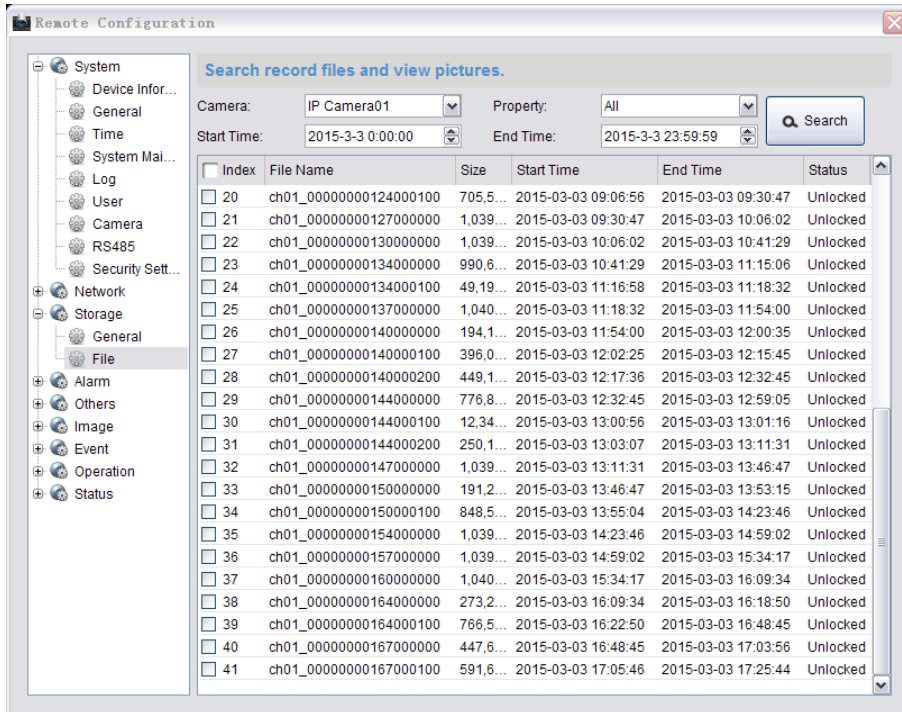 Remote Configuration
System
Device Infor...
General
Time
System Mai...
Log
User
Camera
RS485
Security Sett...
Network
Storage
General
File
Alarm
Others
Image
Event
Operation
Status
Search record files and view pictures.
Camera: IP Camera01 Property: All
Search
Start Time: 2015-3-3 0:00:00 End Time: 2015-3-3 23:59:59
Index File Name Size Start Time End Time Status
20 ch01_00000000124000100 705,5... 2015-03-03 09:06:56 2015-03-03 09:30:47 Unlocked
21 ch01_00000000127000000 1,039... 2015-03-03 09:30:47 2015-03-03 10:06:02 Unlocked
22 ch01_00000000130000000 1,039... 2015-03-03 10:06:02 2015-03-03 10:41:29 Unlocked
23 ch01_00000000134000000 990,6... 2015-03-03 10:41:29 2015-03-03 11:15:06 Unlocked
24 ch01_00000000134000100 49,19... 2015-03-03 11:16:58 2015-03-03 11:18:32 Unlocked
25 ch01_00000000137000000 1,040... 2015-03-03 11:18:32 2015-03-03 11:54:00 Unlocked
26 ch01_00000000140000000 194,1... 2015-03-03 11:54:00 2015-03-03 12:00:35 Unlocked
27 ch01_00000000140000100 396,0... 2015-03-03 12:02:25 2015-03-03 12:15:45 Unlocked
28 ch01_00000000140000200 449,1... 2015-03-03 12:17:36 2015-03-03 12:32:45 Unlocked
29 ch01_00000000144000000 776,8... 2015-03-03 12:32:45 2015-03-03 12:59:05 Unlocked
30 ch01_00000000144000100 12,34... 2015-03-03 13:00:56 2015-03-03 13:01:16 Unlocked
31 ch01_00000000144000200 250,1... 2015-03-03 13:03:07 2015-03-03 13:11:31 Unlocked
32 ch01_00000000147000000 1,039... 2015-03-03 13:11:31 2015-03-03 13:46:47 Unlocked
33 ch01_00000000150000000 191,2... 2015-03-03 13:46:47 2015-03-03 13:53:15 Unlocked
34 ch01_00000000150000100 848,5... 2015-03-03 13:55:04 2015-03-03 14:23:46 Unlocked
35 ch01_00000000154000000 1,039... 2015-03-03 14:23:46 2015-03-03 14:59:02 Unlocked
36 ch01_00000000157000000 1,039... 2015-03-03 14:59:02 2015-03-03 15:34:17 Unlocked
37 ch01_00000000160000000 1,040... 2015-03-03 15:34:17 2015-03-03 16:09:34 Unlocked
38 ch01_00000000164000000 273,2... 2015-03-03 16:09:34 2015-03-03 16:18:50 Unlocked
39 ch01_00000000164000100 766,5... 2015-03-03 16:22:50 2015-03-03 16:48:45 Unlocked
40 ch01_00000000167000000 447,6... 2015-03-03 16:48:45 2015-03-03 17:03:56 Unlocked
41 ch01_00000000167000100 591,6... 2015-03-03 17:05:46 2015-03-03 17:25:44 Unlocked